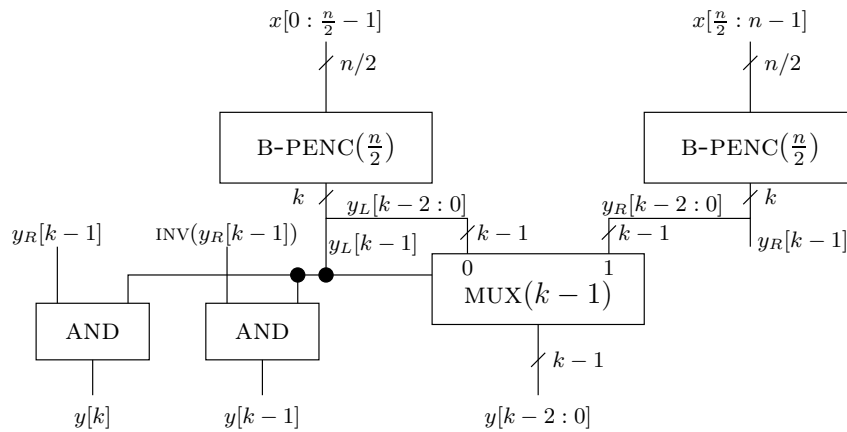 x[0 : n/2 − 1]
x[n/2 : n − 1]
n/2
n/2
B-PENC(n/2)
B-PENC(n/2)
k
k
y_L[k − 2 : 0]
y_R[k − 2 : 0]
y_R[k − 1]
INV(y_R[k − 1])
y_L[k − 1]
k − 1
k − 1
y_R[k − 1]
0
1
AND
AND
MUX(k − 1)
k − 1
y[k]
y[k − 1]
y[k − 2 : 0]